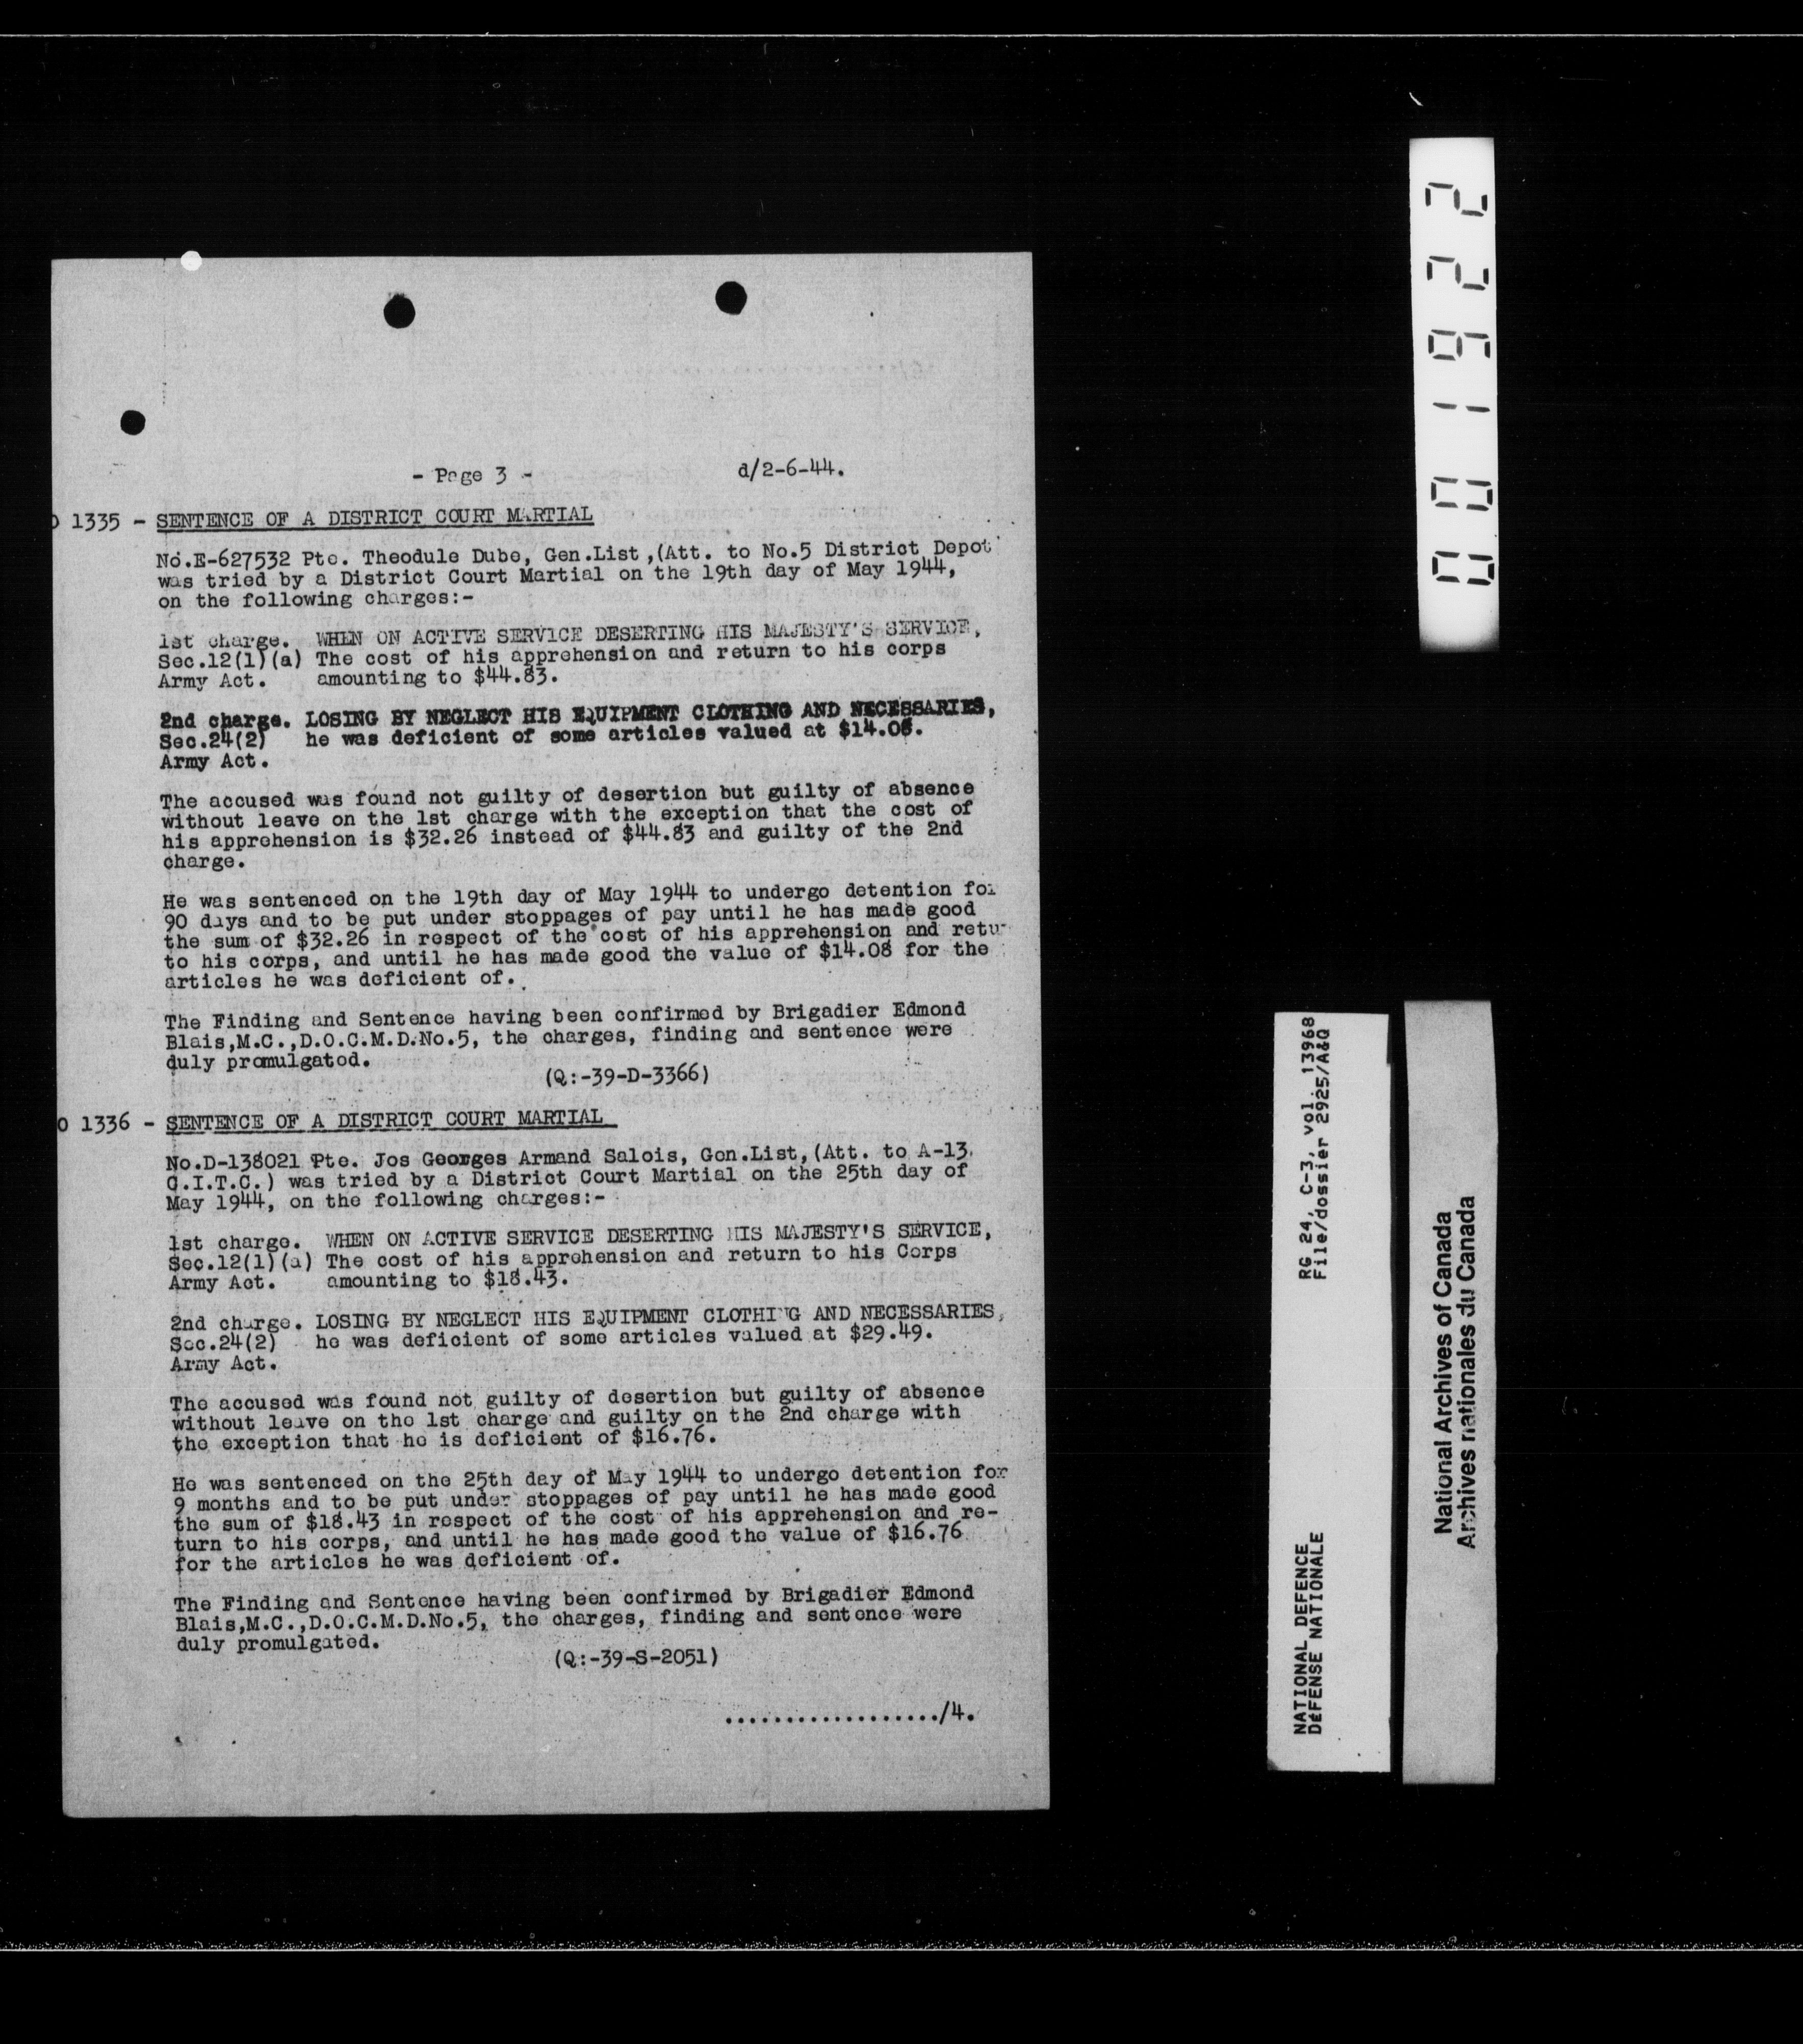 - Page 3 -
d/2-6-44.
O 1335 - SENTENCE OF A DISTRICT COURT MARTIAL
No.E-627532 Pte. Theodule Dube, Gen.List,(Att. to No.5 District Depot
was tried by a District Court Martial on the 19th day of May 1944,
on the following charges:-
1st charge. WHEN ON ACTIVE SERVICE DESERTING HIS MAJESTY'S SERVICE,
Sec.12(1)(a) The cost of his apprehension and return to his corps
Army Act. amounting to $44.83.
2nd charge. LOSING BY NEGLECT HIS EQUIPMENT CLOTHING AND NECESSARIES,
Sec.24(2) he was deficient of some articles valued at $14.08.
Army Act.
The accused was found not guilty of desertion but guilty of absence
without leave on the 1st charge with the exception that the cost of
his apprehension is $32.26 instead of $44.83 and guilty of the 2nd
charge.
He was sentenced on the 19th day of May 1944 to undergo detention for
90 days and to be put under stoppages of pay until he has made good
the sum of $32.26 in respect of the cost of his apprehension and retu
to his corps, and until he has made good the value of $14.08 for the
articles he was deficient of.
The Finding and Sentence having been confirmed by Brigadier Edmond
Blais,M.C.,D.O.C.M.D.No.5, the charges, finding and sentence were
duly promulgated.
(Q:-39-D-3366)
O 1336 - SENTENCE OF A DISTRICT COURT MARTIAL
No.D-138021 Pte. Jos Georges Armand Salois, Gen.List,(Att. to A-13
C.I.T.C.) was tried by a District Court Martial on the 25th day of
May 1944, on the following charges:-
1st charge. WHEN ON ACTIVE SERVICE DESERTING HIS MAJESTY'S SERVICE,
Sec.12(1)(a) The cost of his apprehension and return to his Corps
Army Act. amounting to $18.43.
2nd charge. LOSING BY NEGLECT HIS EQUIPMENT CLOTHING AND NECESSARIES,
Sec.24(2) he was deficient of some articles valued at $29.49.
Army Act.
The accused was found not guilty of desertion but guilty of absence
without leave on the 1st charge and guilty on the 2nd charge with
the exception that he is deficient of $16.76.
He was sentenced on the 25th day of May 1944 to undergo detention for
9 months and to be put under stoppages of pay until he has made good
the sum of $18.43 in respect of the cost of his apprehension and re-
turn to his corps, and until he has made good the value of $16.76
for the articles he was deficient of.
The Finding and Sentence having been confirmed by Brigadier Edmond
Blais,M.C.,D.O.C.M.D.No.5, the charges, finding and sentence were
duly promulgated.
(Q:-39-S-2051)
................../4.
001922
NATIONAL DEFENCE RG 24, C-3, vol. 13968
DÉFENSE NATIONALE File/dossier 2925/A&Q
National Archives of Canada
Archives nationales du Canada